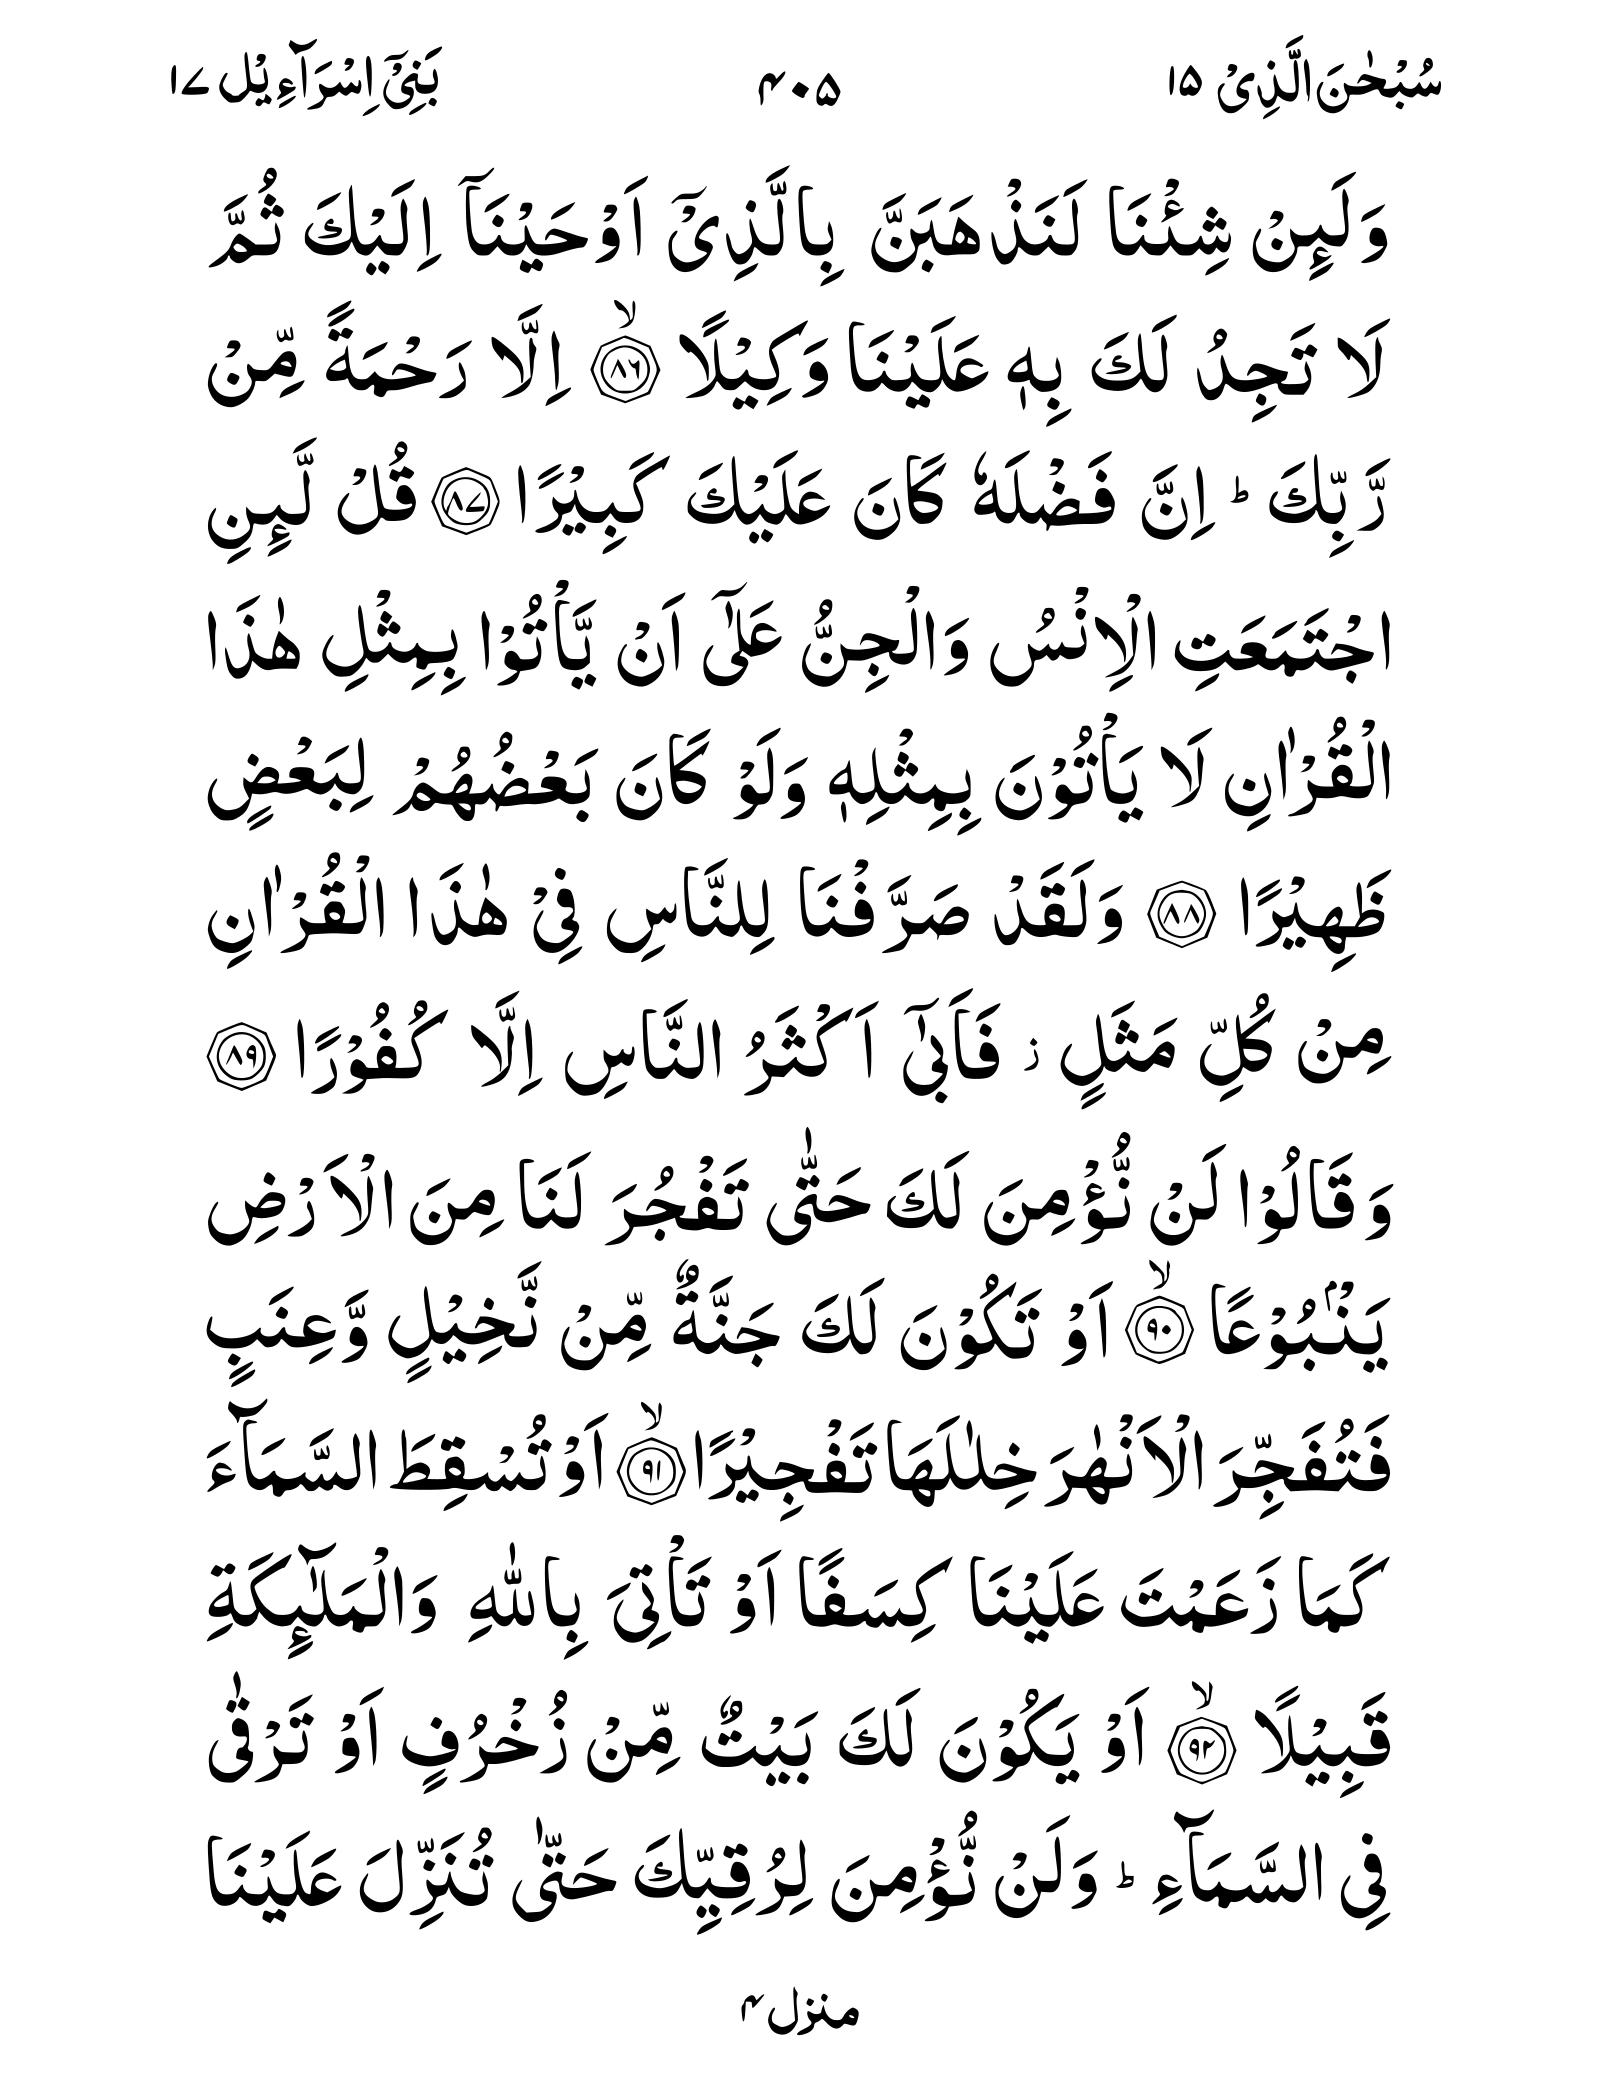 سُبْحٰنَ الَّذِیْ ۱۵
۴۰۵
بَنِیْۤ اِسْرَآءِیْل ۱۷
وَلَىِٕنْ شِئْنَا لَنَذْهَبَنَّ بِالَّذِیْۤ اَوْحَیْنَاۤ اِلَیْكَ ثُمَّ
لَا تَجِدُ لَكَ بِهٖ عَلَیْنَا وَكِیْلًا ۙ﴿۸۶﴾ اِلَّا رَحْمَةً مِّنْ
رَّبِّكَ ؕ اِنَّ فَضْلَهٗ كَانَ عَلَیْكَ كَبِیْرًا ﴿۸۷﴾ قُلْ لَّىِٕنِ
اجْتَمَعَتِ الْاِنْسُ وَالْجِنُّ عَلٰۤی اَنْ یَّاْتُوْا بِمِثْلِ هٰذَا
الْقُرْاٰنِ لَا یَاْتُوْنَ بِمِثْلِهٖ وَلَوْ كَانَ بَعْضُهُمْ لِبَعْضٍ
ظَهِیْرًا ﴿۸۸﴾ وَلَقَدْ صَرَّفْنَا لِلنَّاسِ فِیْ هٰذَا الْقُرْاٰنِ
مِنْ كُلِّ مَثَلٍ ؗ فَاَبٰۤی اَكْثَرُ النَّاسِ اِلَّا كُفُوْرًا ﴿۸۹﴾
وَقَالُوْا لَنْ نُّؤْمِنَ لَكَ حَتّٰی تَفْجُرَ لَنَا مِنَ الْاَرْضِ
یَنْۢبُوْعًا ۙ﴿۹۰﴾ اَوْ تَكُوْنَ لَكَ جَنَّةٌ مِّنْ نَّخِیْلٍ وَّعِنَبٍ
فَتُفَجِّرَ الْاَنْهٰرَ خِلٰلَهَا تَفْجِیْرًا ۙ﴿۹۱﴾ اَوْ تُسْقِطَ السَّمَآءَ
كَمَا زَعَمْتَ عَلَیْنَا كِسَفًا اَوْ تَاْتِیَ بِاللّٰهِ وَالْمَلٰٓىِٕكَةِ
قَبِیْلًا ۙ﴿۹۲﴾ اَوْ یَكُوْنَ لَكَ بَیْتٌ مِّنْ زُخْرُفٍ اَوْ تَرْقٰی
فِی السَّمَآءِ ؕ وَلَنْ نُّؤْمِنَ لِرُقِیِّكَ حَتّٰی تُنَزِّلَ عَلَیْنَا
منزل ۴